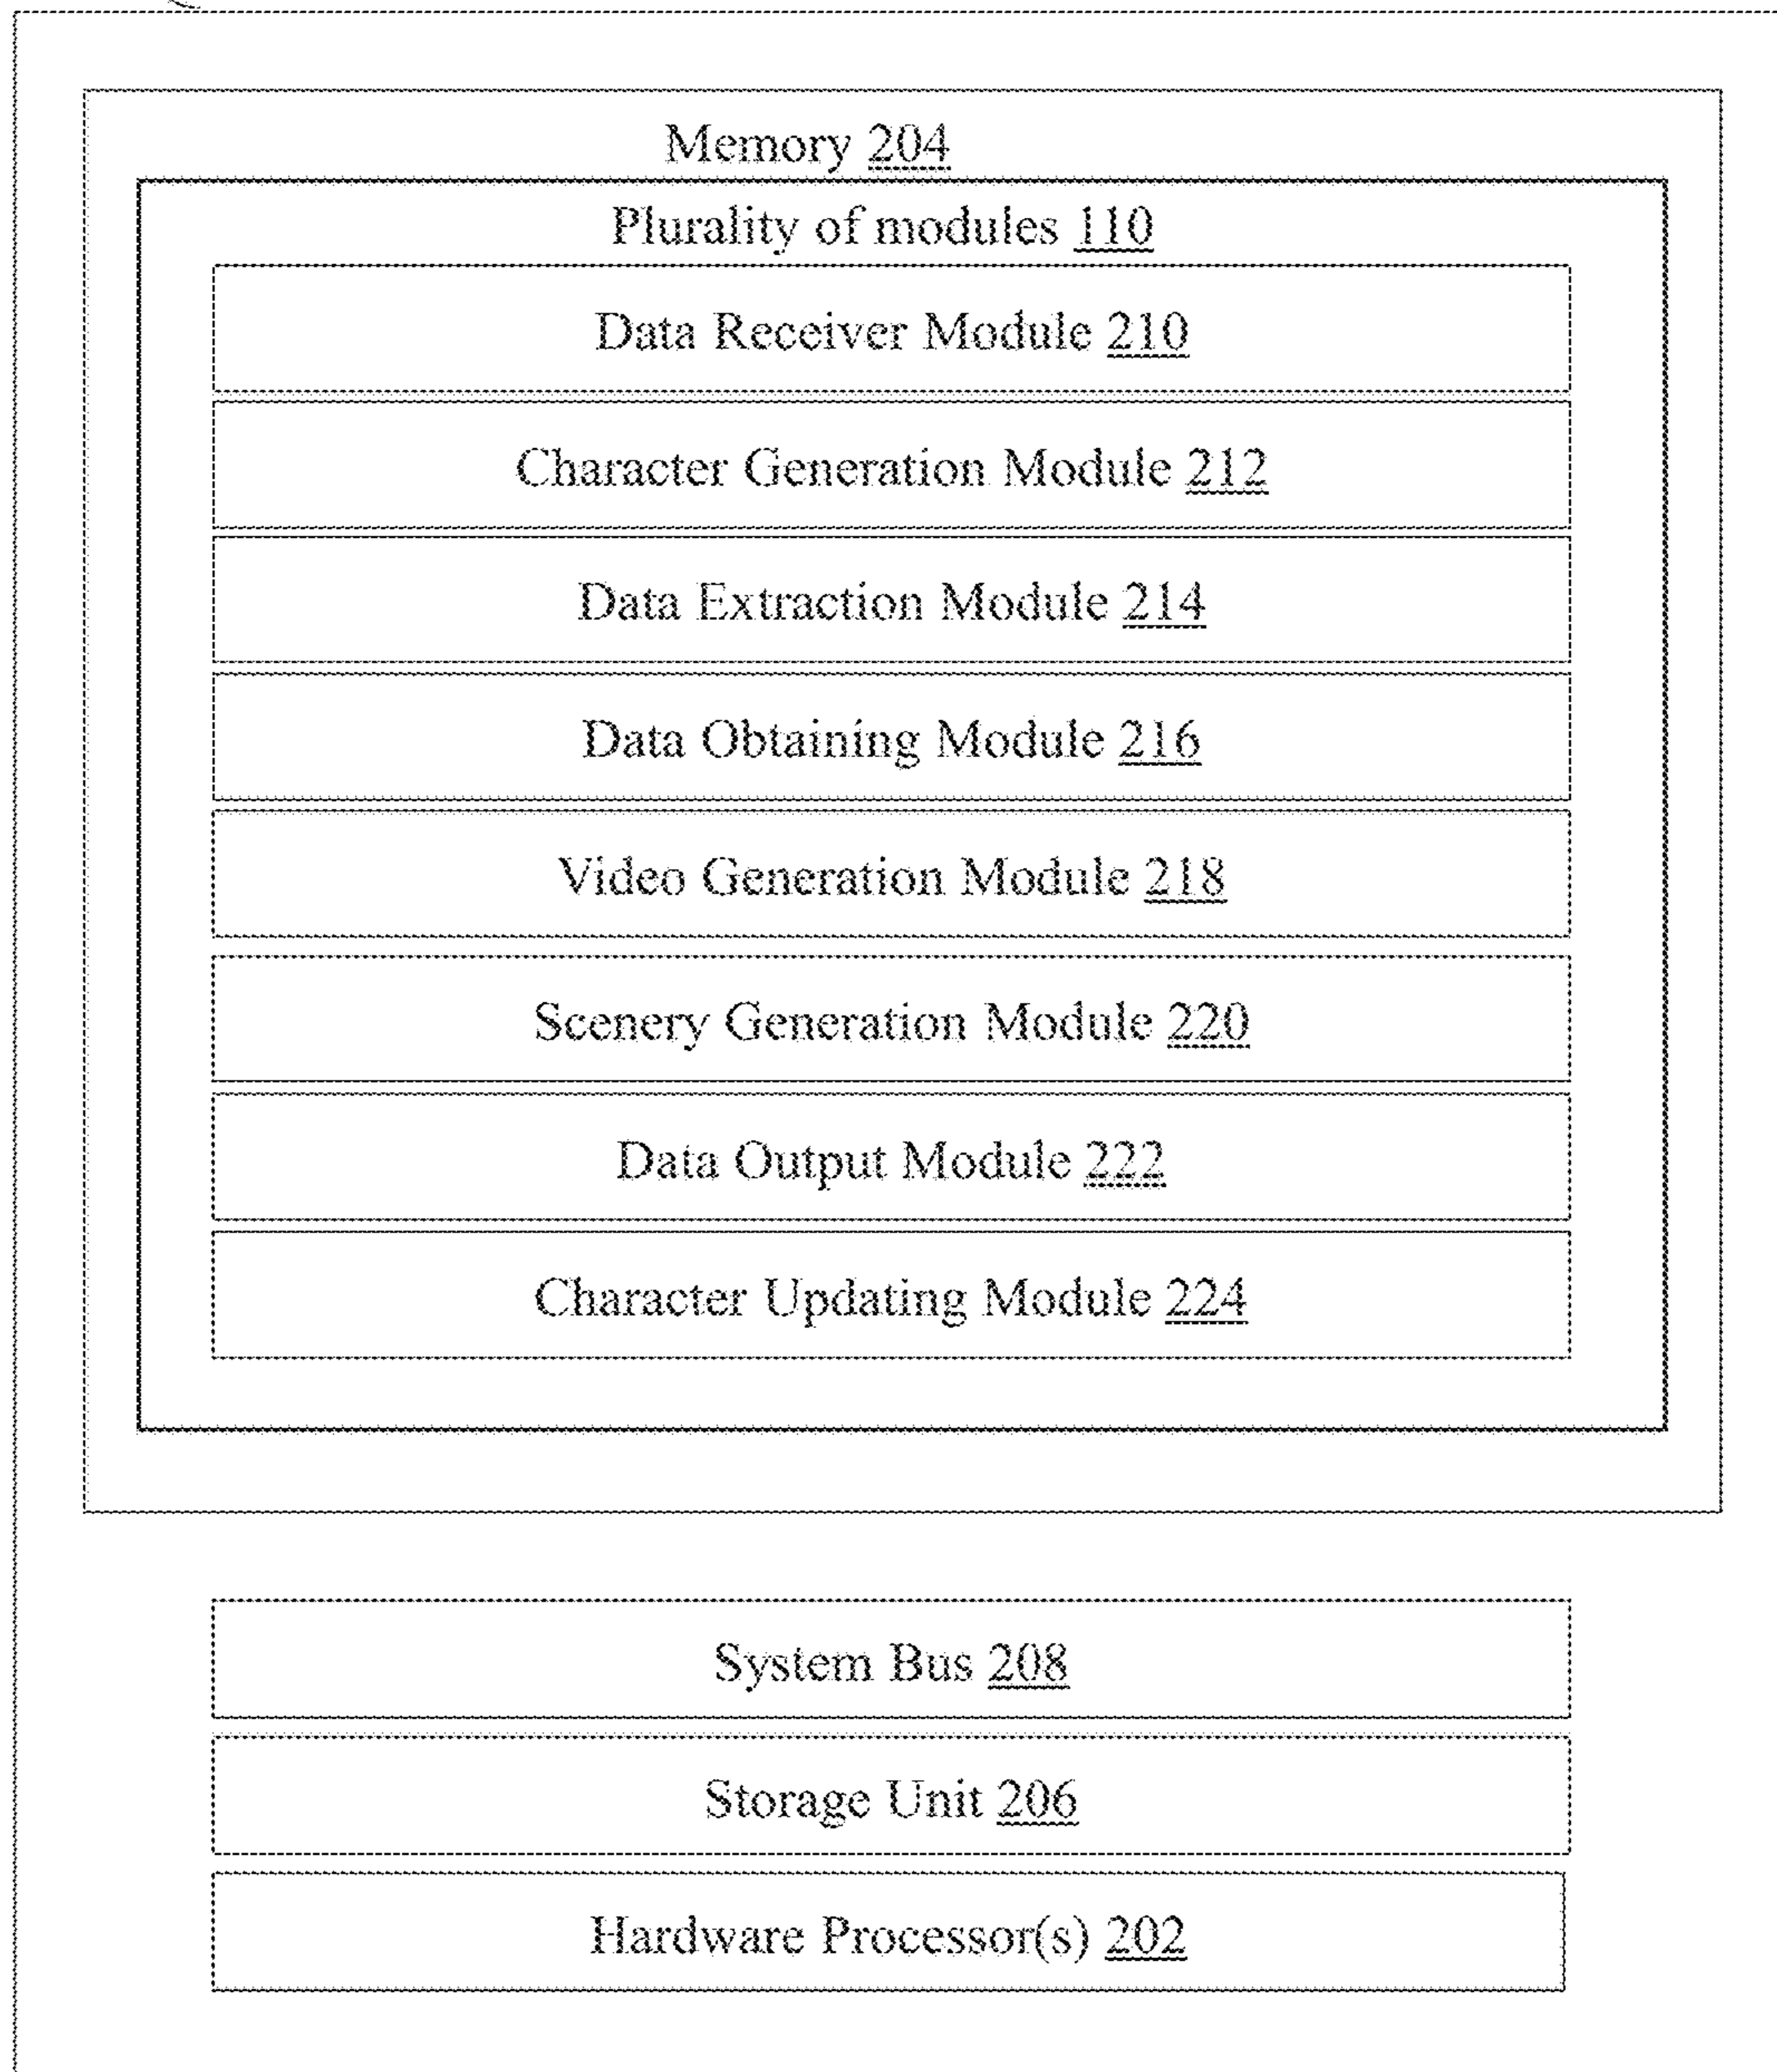 Memory 204
Plurality of modules 110
Data Receiver Module 210
Character Generation Module 212
Data Extraction Module 214
Data Obtaining Module 216
Video Generation Module 218
Scenery Generation Module 220
Data Output Module 222
Character Updating Module 224
System Bus 208
Storage Unit 206
Hardware Processor(s) 202